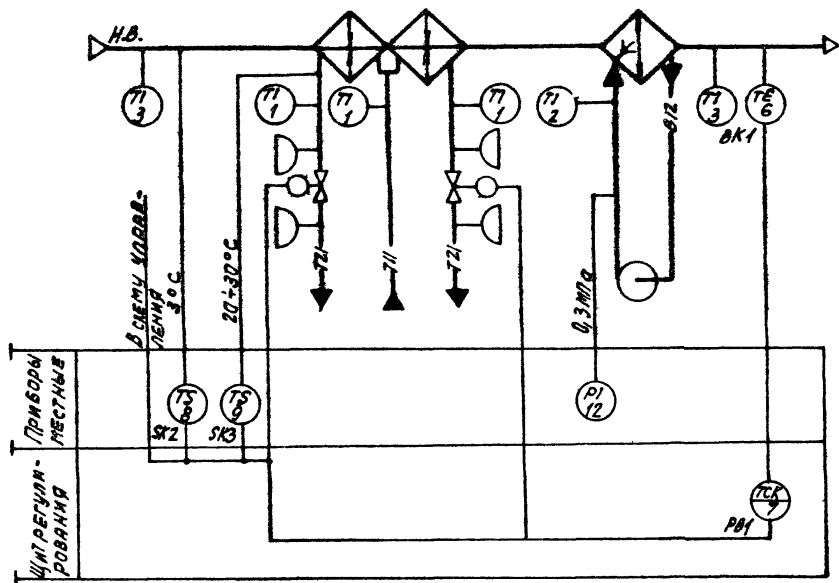 Н.В.
TI
3
TI
1
TI
1
TI
1
TI
2
TI
3
TE
6
ВК1
В12
В СХЕМУ УПРАВ-
ЛЕНИЯ
3°С
20÷30°С
Т21
Т11
Т21
0,3 МПа
ПРИБОРЫ
МЕСТНЫЕ
TS
8
SK2
TS
9
SK3
PI
12
ЩИТ РЕГУЛИ-
РОВАНИЯ
TCK
7
РВ1